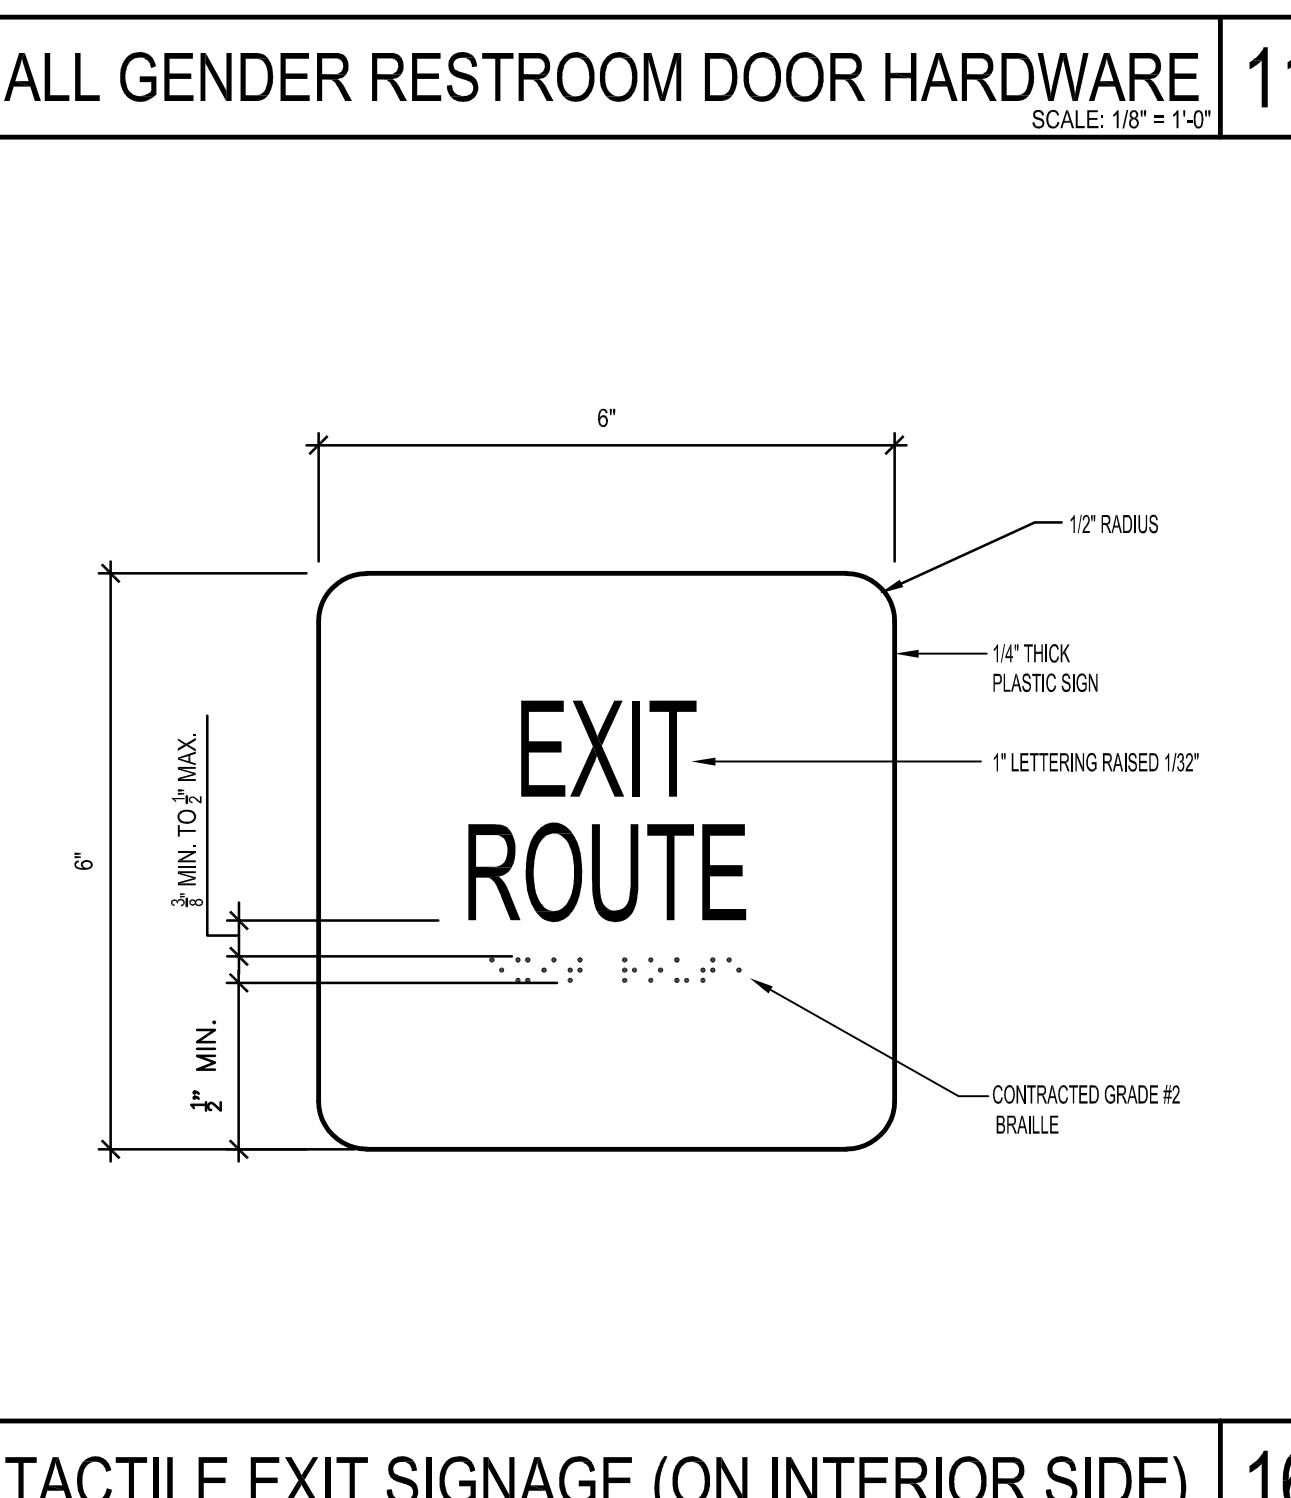 ALL GENDER RESTROOM DOOR HARDWARE
11
SCALE: 1/8" = 1'-0"
6"
1/2" RADIUS
1/4" THICK
PLASTIC SIGN
EXIT
1" LETTERING RAISED 1/32"
3/8" MIN. TO 1/2" MAX.
ROUTE
6"
⠑⠭⠊⠞ ⠗⠕⠥⠞⠑
1/2" MIN.
CONTRACTED GRADE #2
BRAILLE
TACTILE EXIT SIGNAGE (ON INTERIOR SIDE)
16